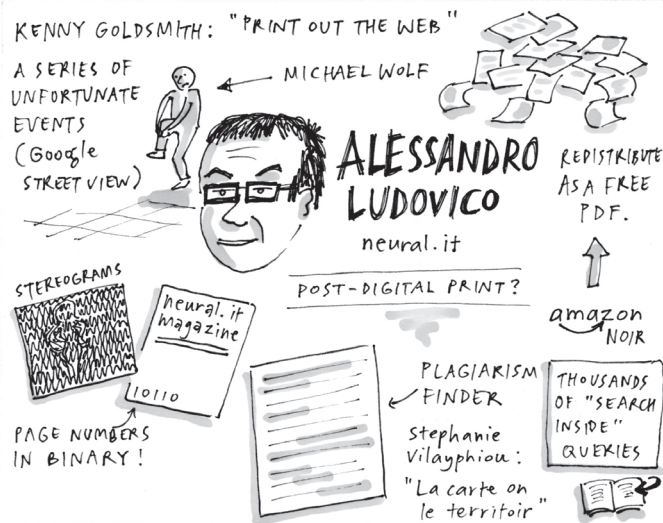 KENNY GOLDSMITH: "PRINT OUT THE WEB"
A SERIES OF
UNFORTUNATE
EVENTS
(Google
STREET VIEW)
MICHAEL WOLF
ALESSANDRO
LUDOVICO
neural.it
POST-DIGITAL PRINT?
REDISTRIBUTE
AS A FREE
PDF.
amazon
NOIR
THOUSANDS
OF "SEARCH
INSIDE"
QUERIES
STEREOGRAMS
neural.it
magazine
10110
PAGE NUMBERS
IN BINARY!
PLAGIARISM
FINDER
Stephanie
Vilayphiou:
"La carte ou
le territoir"